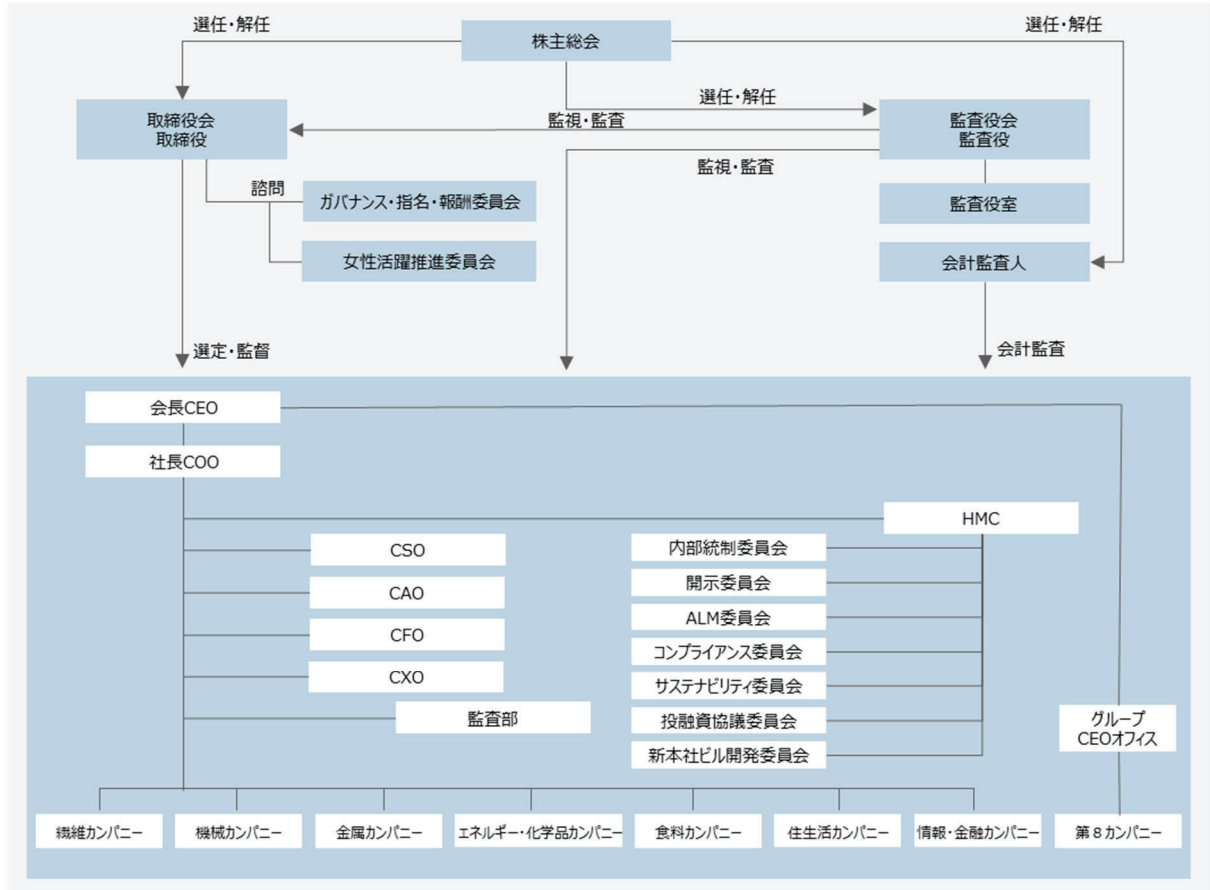 選任・解任
株主総会
選任・解任
選任・解任
取締役会
取締役
監視・監査
監査役会
監査役
監視・監査
諮問
ガバナンス・指名・報酬委員会
監査役室
女性活躍推進委員会
会計監査人
選定・監督
会計監査
会長CEO
社長COO
HMC
CSO
内部統制委員会
CAO
開示委員会
ALM委員会
CFO
コンプライアンス委員会
CXO
サステナビリティ委員会
監査部
投融資協議委員会
グループ
CEOオフィス
新本社ビル開発委員会
繊維カンパニー
機械カンパニー
金属カンパニー
エネルギー・化学品カンパニー
食料カンパニー
住生活カンパニー
情報・金融カンパニー
第8カンパニー